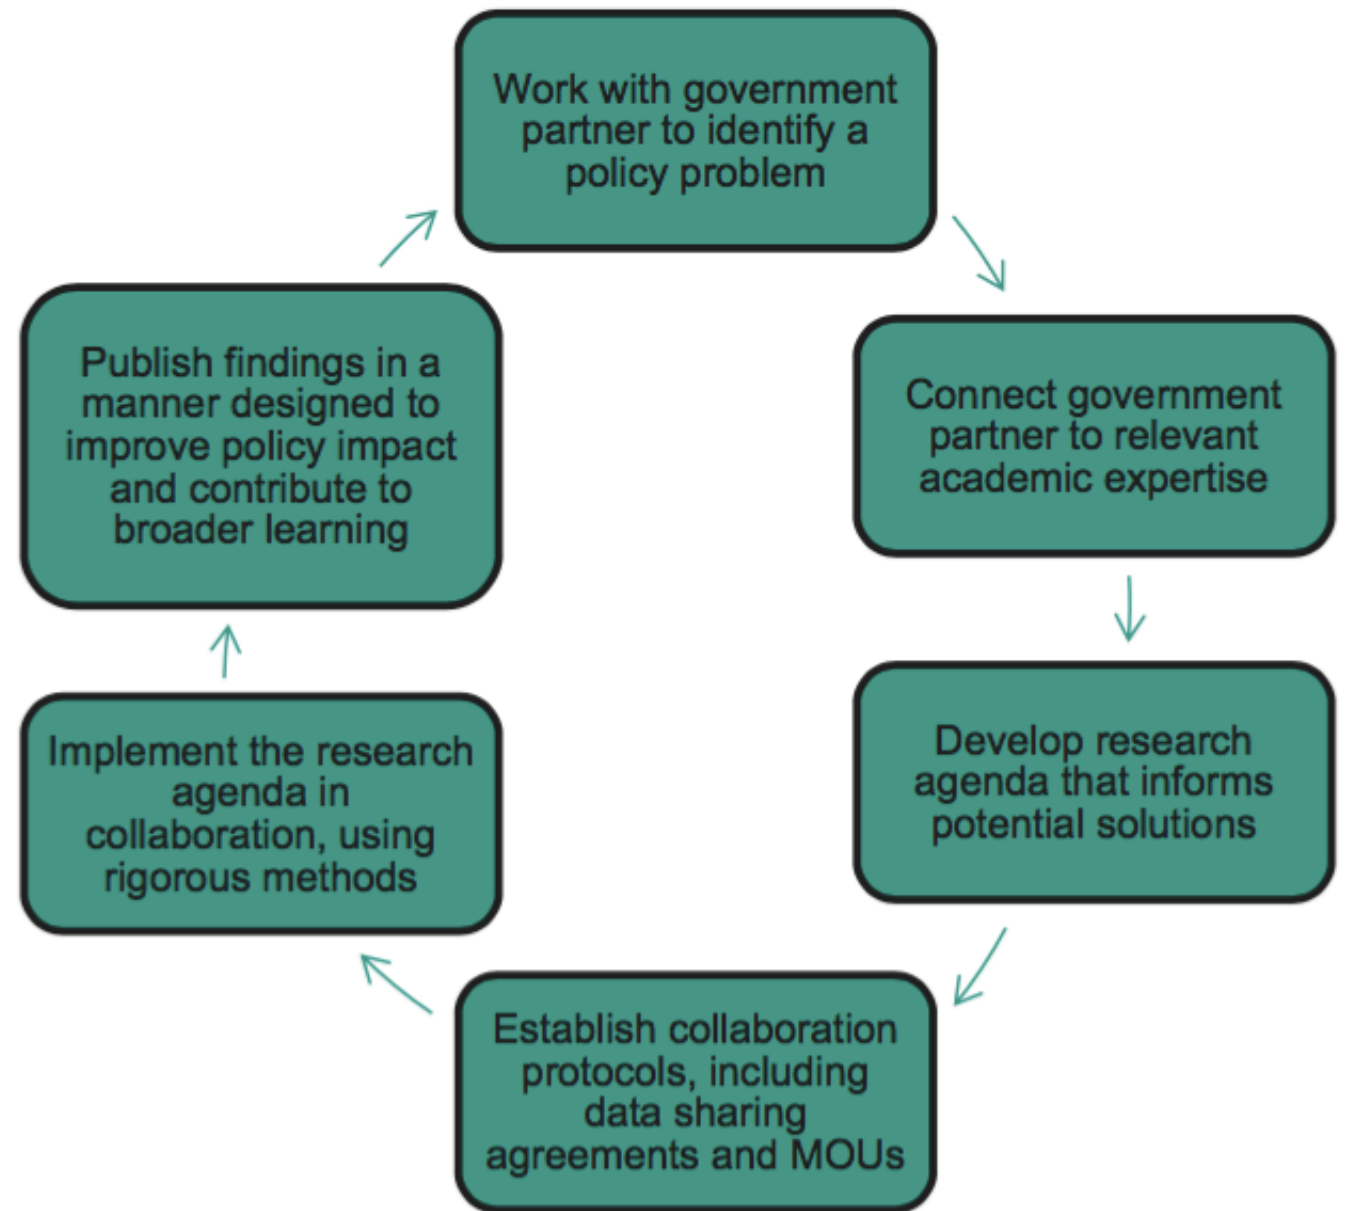 Work with government
partner to identify a
policy problem
Connect government
partner to relevant
academic expertise
Develop research
agenda that informs
potential solutions
Establish collaboration
protocols, including
data sharing
agreements and MOUs
Implement the research
agenda in
collaboration, using
rigorous methods
Publish findings in a
manner designed to
improve policy impact
and contribute to
broader learning